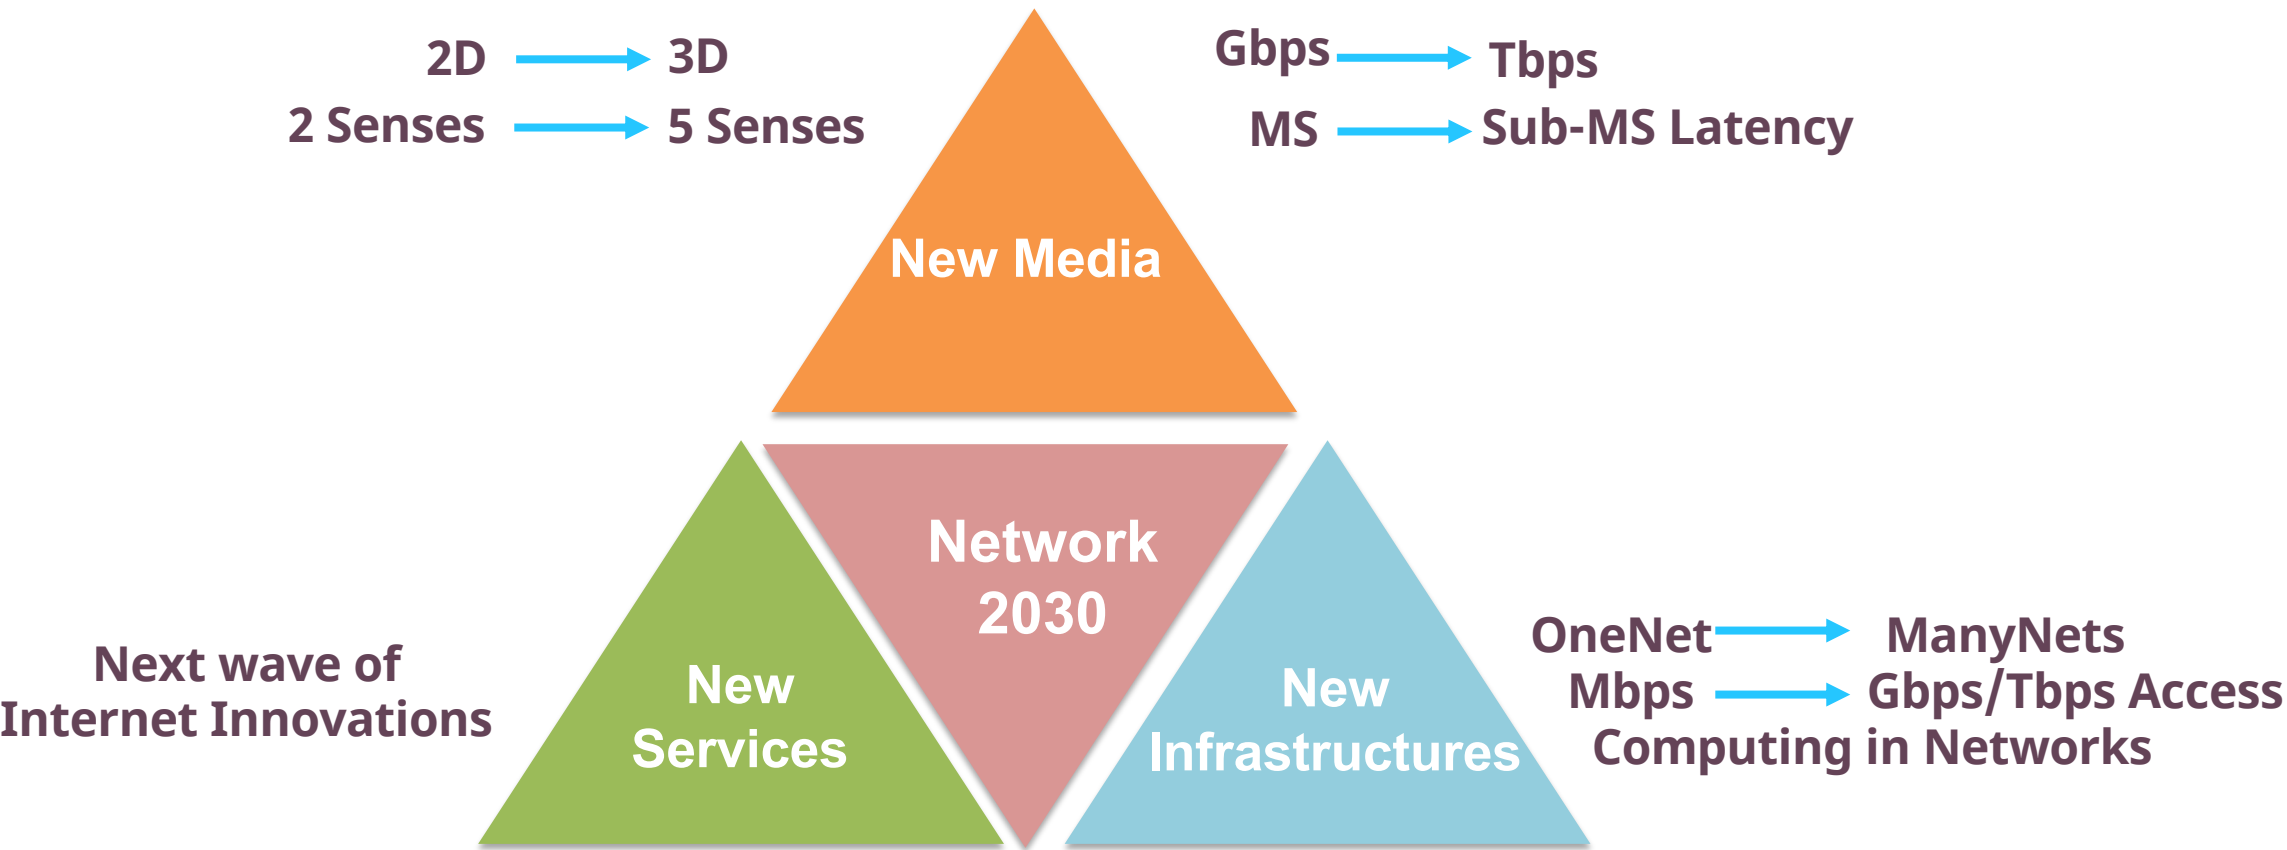 2D 3D
2 Senses 5 Senses
Gbps Tbps
MS Sub-MS Latency
New Media
Network
2030
Next wave of
Internet Innovations
New
Services
New
Infrastructures
OneNet ManyNets
Mbps Gbps/Tbps Access
Computing in Networks